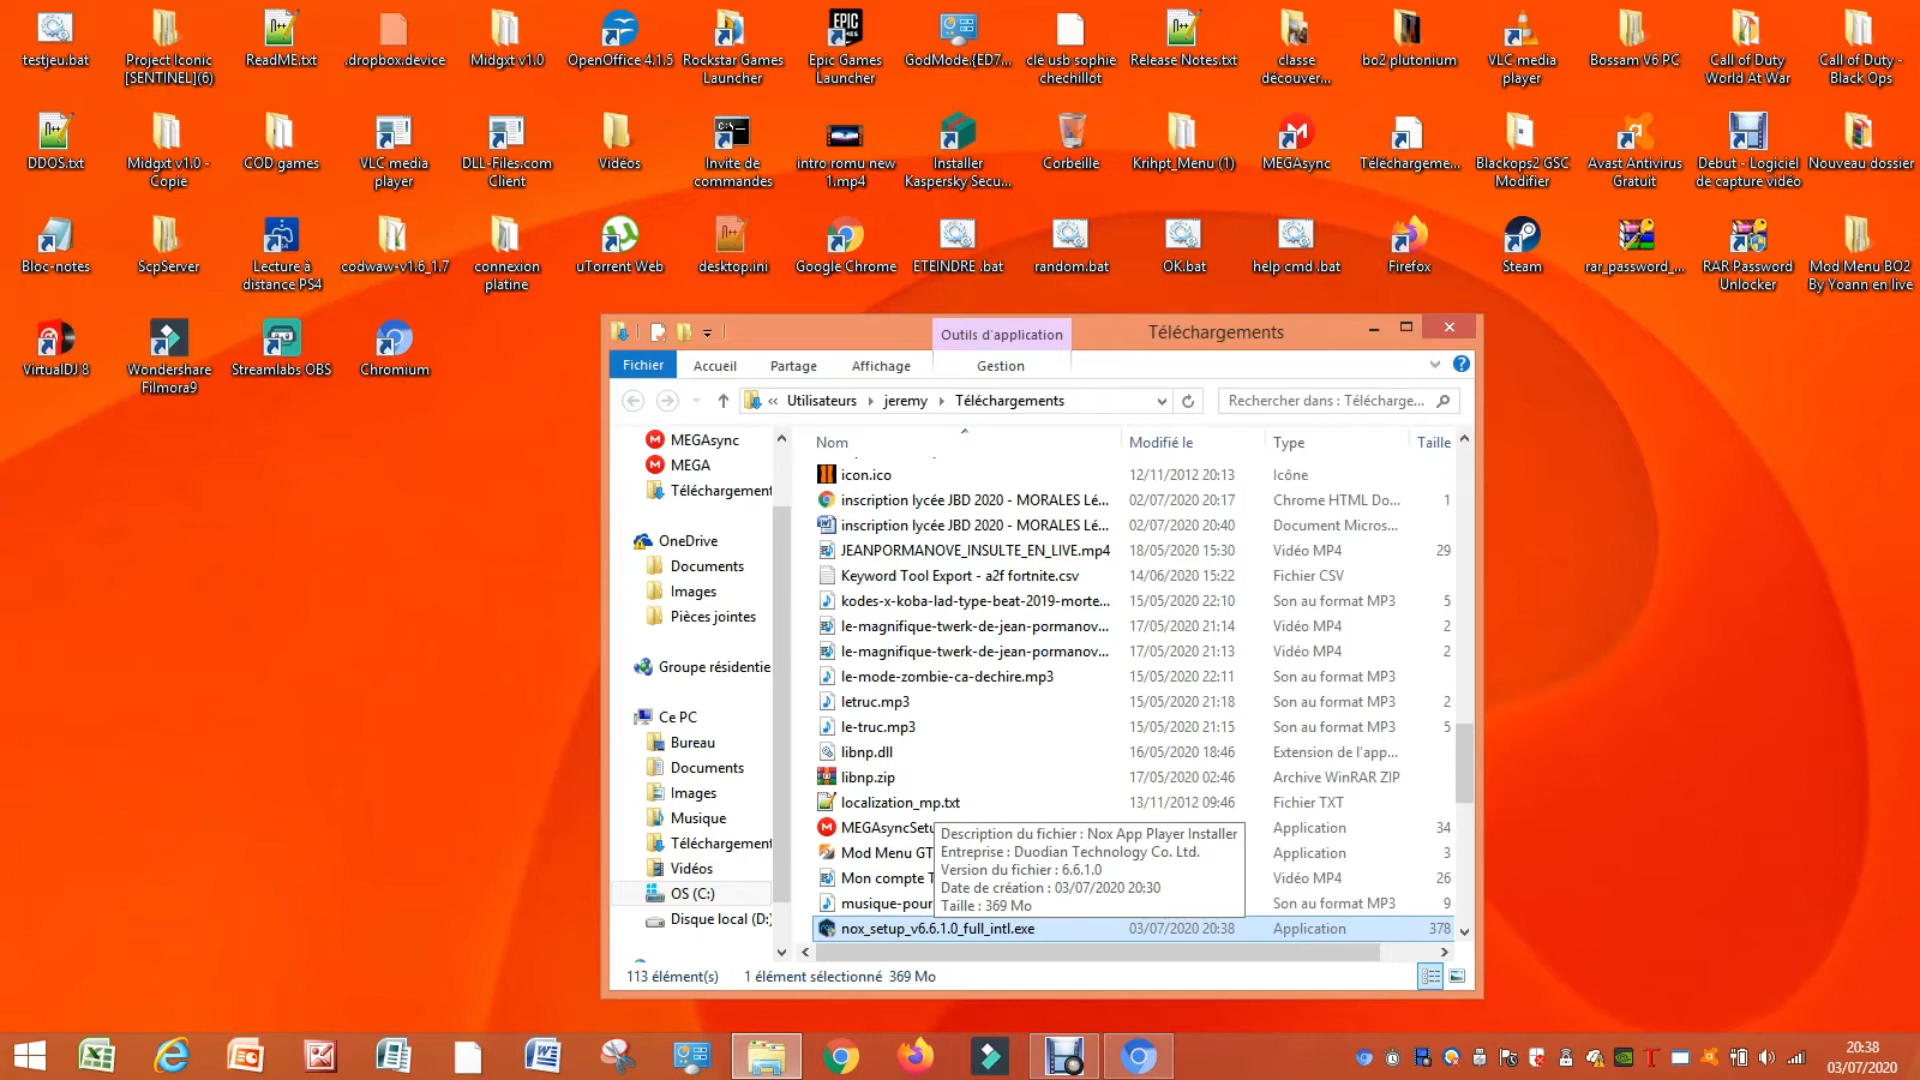 testjeu.bat
Project Iconic
[SENTINEL](6)
ReadME.txt
.dropbox.device
Midgxt v1.0
OpenOffice 4.1.5
Rockstar Games
Launcher
EPIC
GAMES
Epic Games
Launcher
GodMode.{ED7...
clé usb sophie
chechillot
Release Notes.txt
classe
découver...
bo2 plutonium
VLC media
player
Bossam V6 PC
Call of Duty
World At War
Call of Duty -
Black Ops
DDOS.txt
Midgxt v1.0 -
Copie
COD games
VLC media
player
DLL-Files.com
Client
Vidéos
Invite de
commandes
intro romu new
1.mp4
Installer
Kaspersky Secu...
Corbeille
Krihpt_Menu (1)
MEGAsync
Téléchargeme...
Blackops2 GSC
Modifier
Avast Antivirus
Gratuit
Debut - Logiciel
de capture vidéo
Nouveau dossier
Bloc-notes
ScpServer
Lecture à
distance PS4
codwaw-v1.6_1.7
connexion
platine
uTorrent Web
desktop.ini
Google Chrome
ETEINDRE .bat
random.bat
OK.bat
help cmd .bat
Firefox
Steam
rar_password_...
RAR Password
Unlocker
Mod Menu BO2
By Yoann en live
VirtualDJ 8
Wondershare
Filmora9
Streamlabs OBS
Chromium
Outils d'application
Téléchargements
Fichier
Accueil
Partage
Affichage
Gestion
« Utilisateurs
jeremy
Téléchargements
Rechercher dans : Télécharge...
MEGAsync
MEGA
Téléchargement
OneDrive
Documents
Images
Pièces jointes
Groupe résidentie
Ce PC
Bureau
Documents
Images
Musique
Téléchargement
Vidéos
OS (C:)
Disque local (D:)
Nom
Modifié le
Type
Taille
icon.ico 12/11/2012 20:13 Icône
inscription lycée JBD 2020 - MORALES Lé... 02/07/2020 20:17 Chrome HTML Do... 1
inscription lycée JBD 2020 - MORALES Lé... 02/07/2020 20:40 Document Micros...
JEANPORMANOVE_INSULTE_EN_LIVE.mp4 18/05/2020 15:30 Vidéo MP4 29
Keyword Tool Export - a2f fortnite.csv 14/06/2020 15:22 Fichier CSV
kodes-x-koba-lad-type-beat-2019-morte... 15/05/2020 22:10 Son au format MP3 5
le-magnifique-twerk-de-jean-pormanov... 17/05/2020 21:14 Vidéo MP4 2
le-magnifique-twerk-de-jean-pormanov... 17/05/2020 21:13 Vidéo MP4 2
le-mode-zombie-ca-dechire.mp3 15/05/2020 22:11 Son au format MP3
letruc.mp3 15/05/2020 21:18 Son au format MP3 2
le-truc.mp3 15/05/2020 21:15 Son au format MP3 5
libnp.dll 16/05/2020 18:46 Extension de l'app...
libnp.zip 17/05/2020 02:46 Archive WinRAR ZIP
localization_mp.txt 13/11/2012 09:46 Fichier TXT
MEGAsyncSetu Application 34
Mod Menu GT Application 3
Mon compte T Vidéo MP4 26
musique-pour Son au format MP3 9
Description du fichier : Nox App Player Installer
Entreprise : Duodian Technology Co. Ltd.
Version du fichier : 6.6.1.0
Date de création : 03/07/2020 20:30
Taille : 369 Mo
nox_setup_v6.6.1.0_full_intl.exe 03/07/2020 20:38 Application 378
113 élément(s)
1 élément sélectionné 369 Mo
20:38
03/07/2020